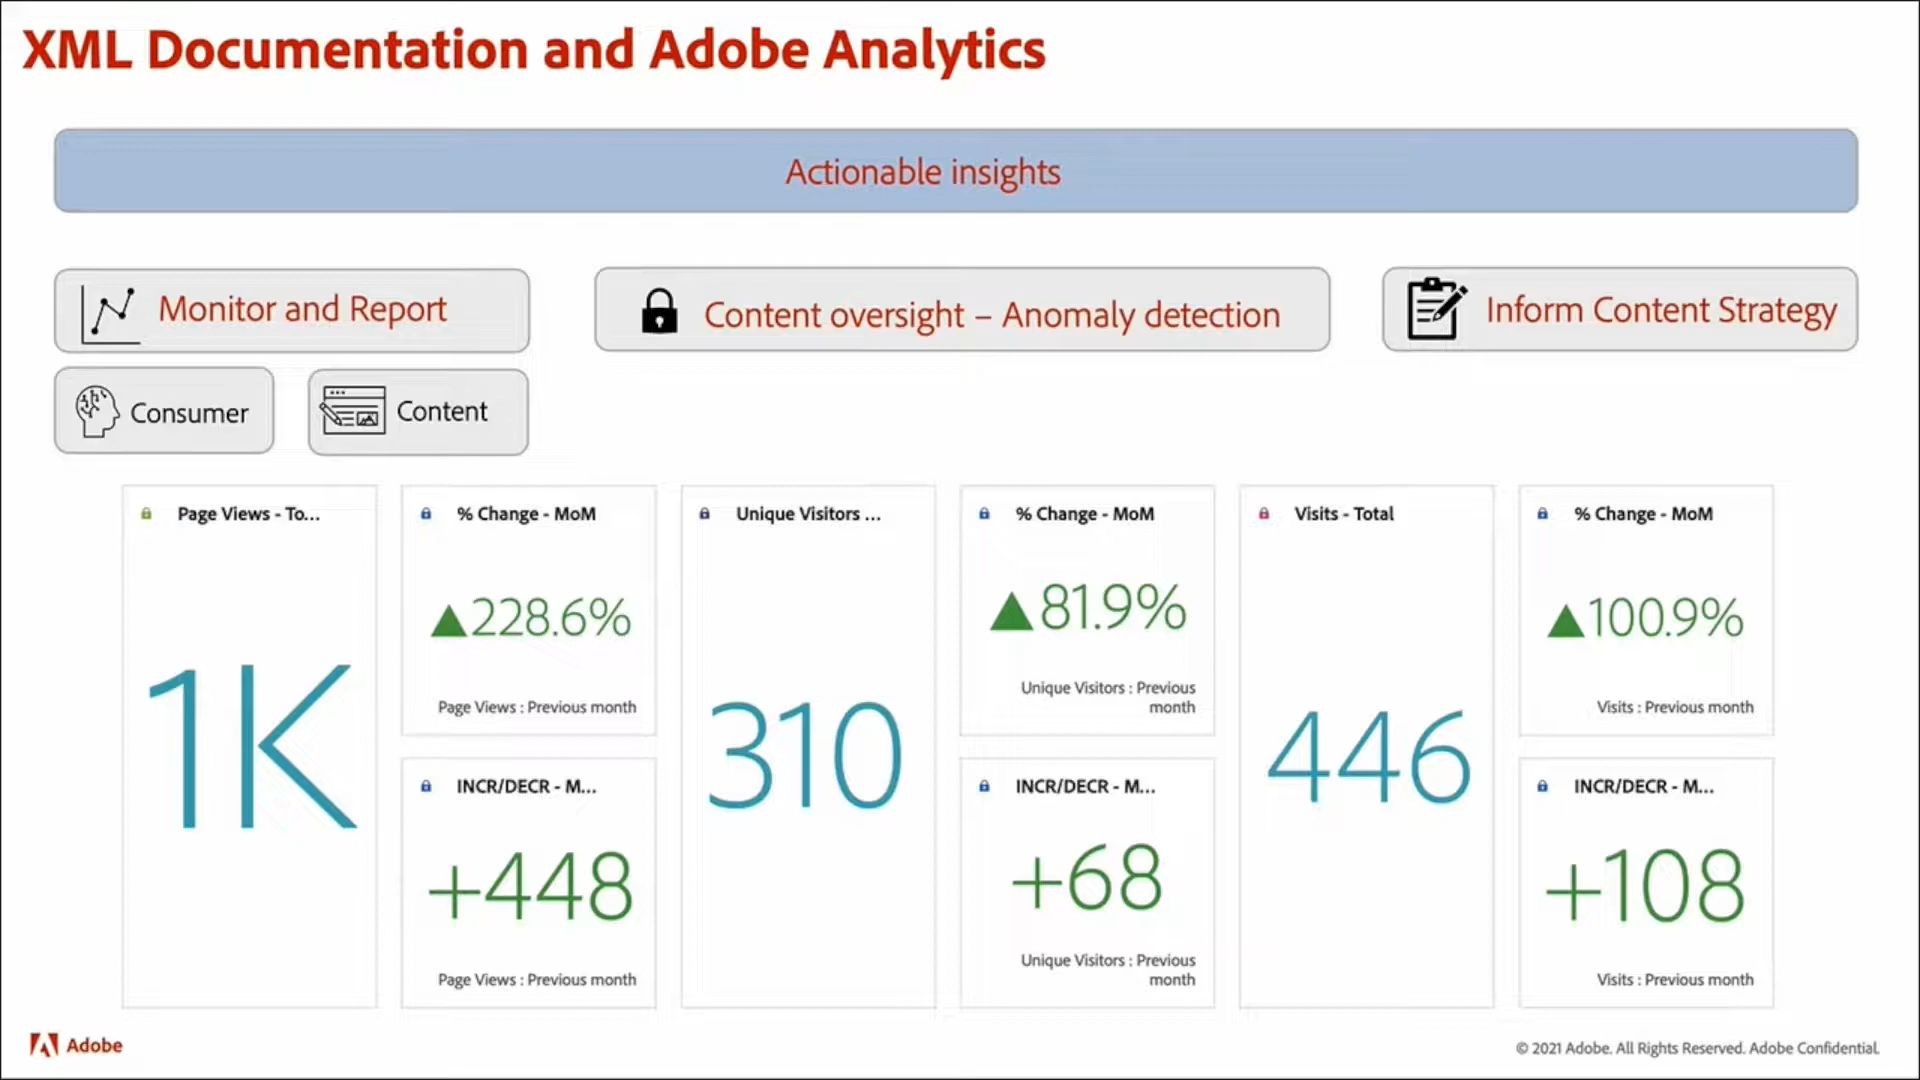 XML Documentation and Adobe Analytics
Actionable insights
Monitor and Report
Content oversight – Anomaly detection
Inform Content Strategy
Consumer
Content
Page Views - To...
1K
% Change - MoM
▲228.6%
Page Views : Previous month
INCR/DECR - M...
+448
Page Views : Previous month
Unique Visitors ...
310
% Change - MoM
▲81.9%
Unique Visitors : Previous
month
INCR/DECR - M...
+68
Unique Visitors : Previous
month
Visits - Total
446
% Change - MoM
▲100.9%
Visits : Previous month
INCR/DECR - M...
+108
Visits : Previous month
Adobe
© 2021 Adobe. All Rights Reserved. Adobe Confidential.